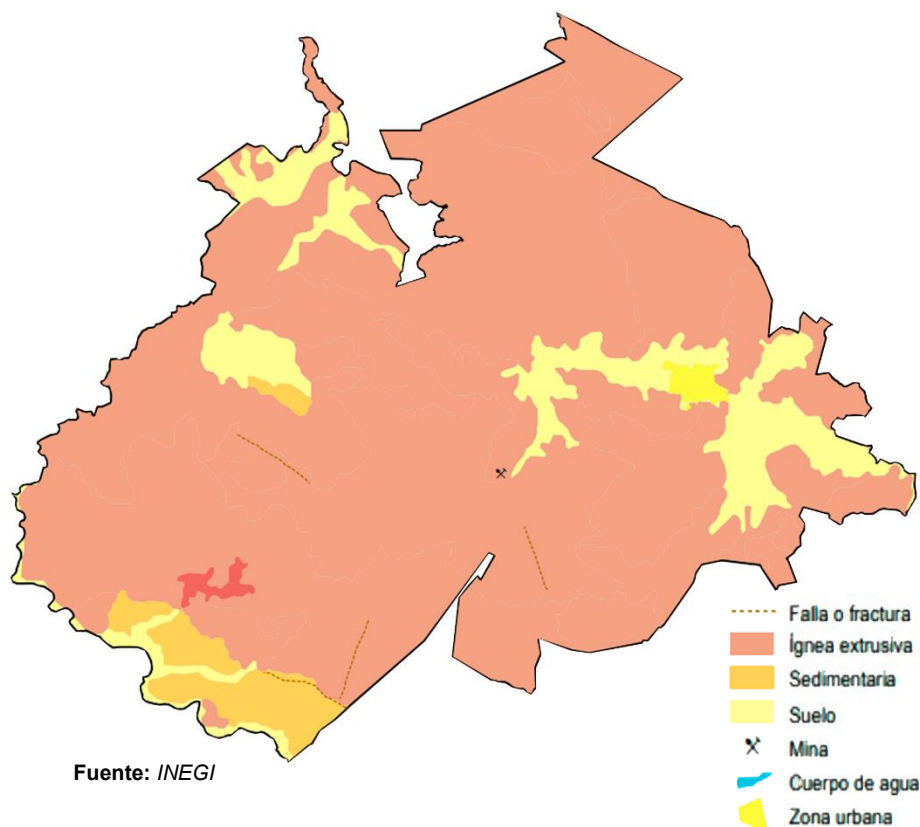 Falla o fractura
Ígnea extrusiva
Sedimentaria
Suelo
Mina
Cuerpo de agua
Zona urbana
Fuente: INEGI